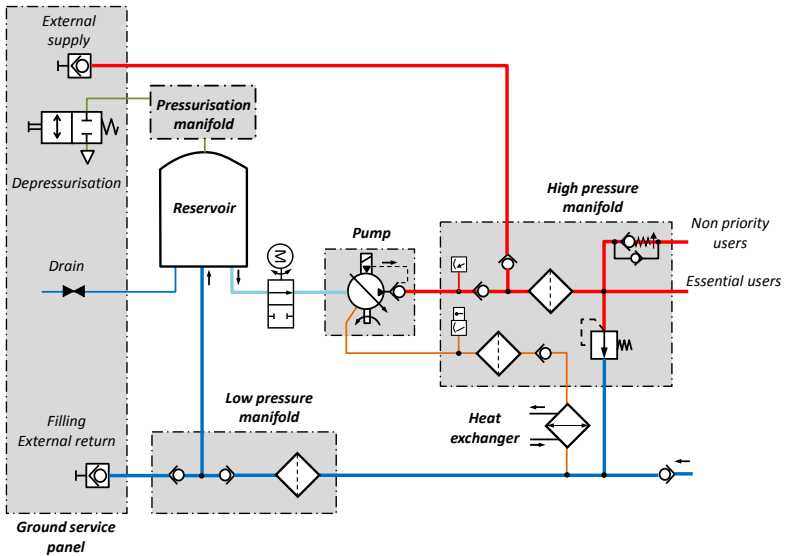 External
supply
Pressurisation
manifold
Depressurisation
Reservoir
High pressure
manifold
Non priority
users
Pump
M
Drain
Essential users
Filling
External return
Low pressure
manifold
Heat
exchanger
Ground service
panel